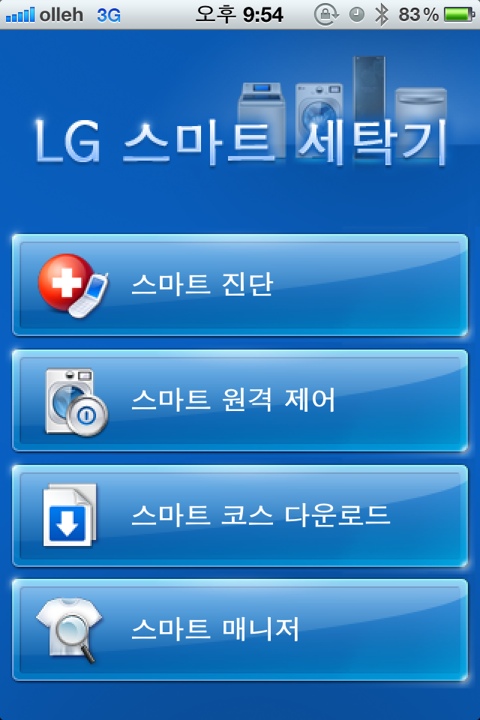 olleh 3G 오후 9:54 83%
LG 스마트 세탁기
스마트 진단
스마트 원격 제어
스마트 코스 다운로드
스마트 매니저